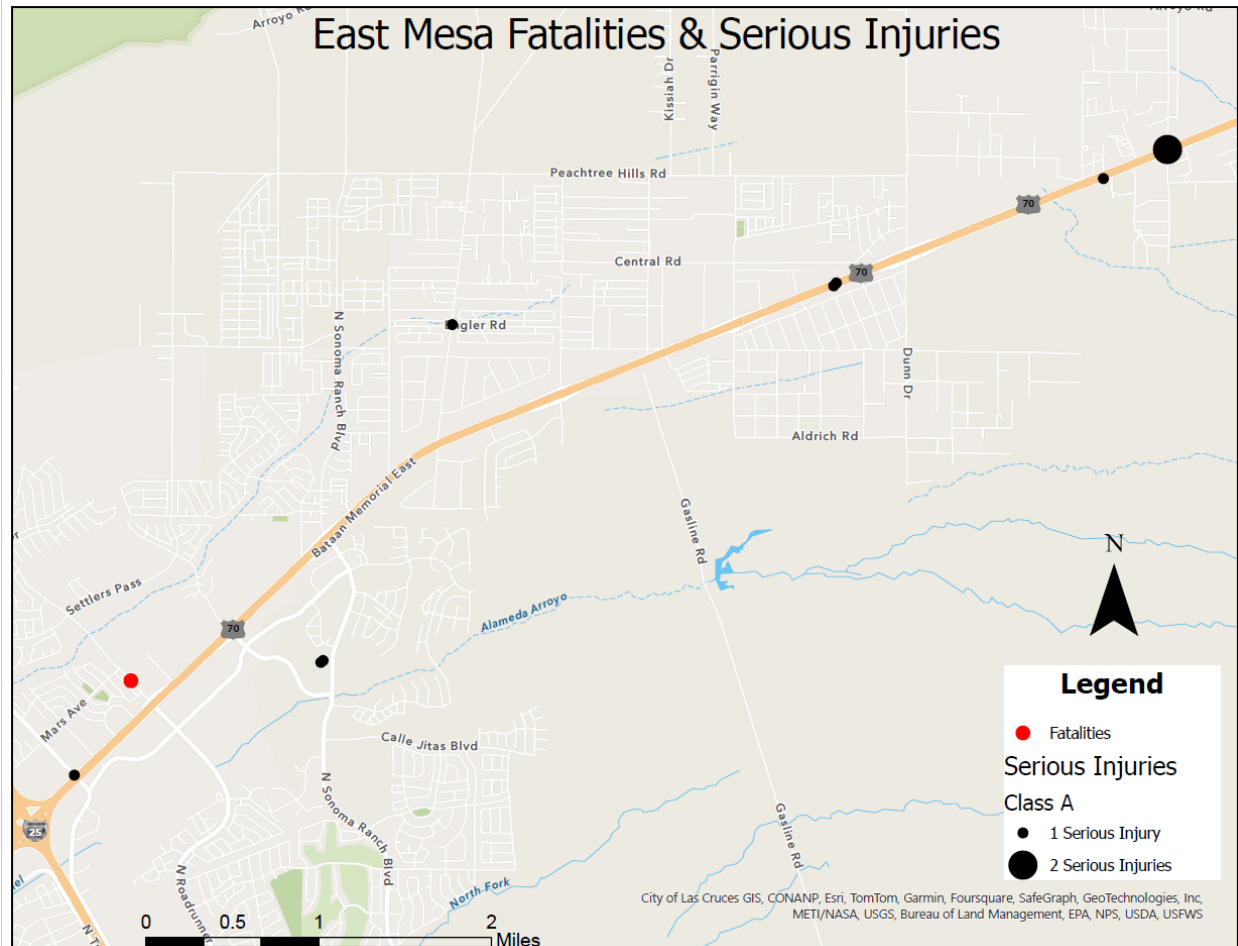 Arroyo Rd
East Mesa Fatalities & Serious Injuries
Kissiah Dr
Parrigin Way
Peachtree Hills Rd
70
Central Rd
70
N Sonoma Ranch Blvd
Dunn Dr
Aldrich Rd
Bataan Memorial East
Gasline Rd
N
Settlers Pass
Alameda Arroyo
70
Mars Ave
Calle Jitas Blvd
N Sonoma Ranch Blvd
25
Gasline Rd
N Roadrunner
North Fork
Legend
Fatalities
Serious Injuries
Class A
1 Serious Injury
2 Serious Injuries
City of Las Cruces GIS, CONANP, Esri, TomTom, Garmin, Foursquare, SafeGraph, GeoTechnologies, Inc,
METI/NASA, USGS, Bureau of Land Management, EPA, NPS, USDA, USFWS
0 0.5 1 2
Miles